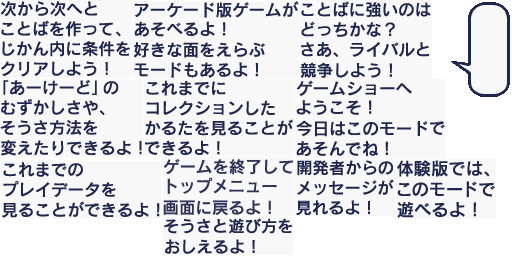 次から次へと
ことばを作って、
じかん内に条件を
クリアしよう！
アーケード版ゲームが
あそべるよ！
好きな面をえらぶ
モードもあるよ！
ことばに強いのは
どっちかな？
さあ、ライバルと
競争しよう！
「あーけーど」の
むずかしさや、
そうさ方法を
変えたりできるよ！
これまでに
コレクションした
かるたを見ることが
できるよ！
ゲームショーへ
ようこそ！
今日はこのモードで
あそんでね！
これまでの
プレイデータを
見ることができるよ！
ゲームを終了して
トップメニュー
画面に戻るよ！
そうさと遊び方を
おしえるよ！
開発者からの
メッセージが
見れるよ！
体験版では、
このモードで
遊べるよ！